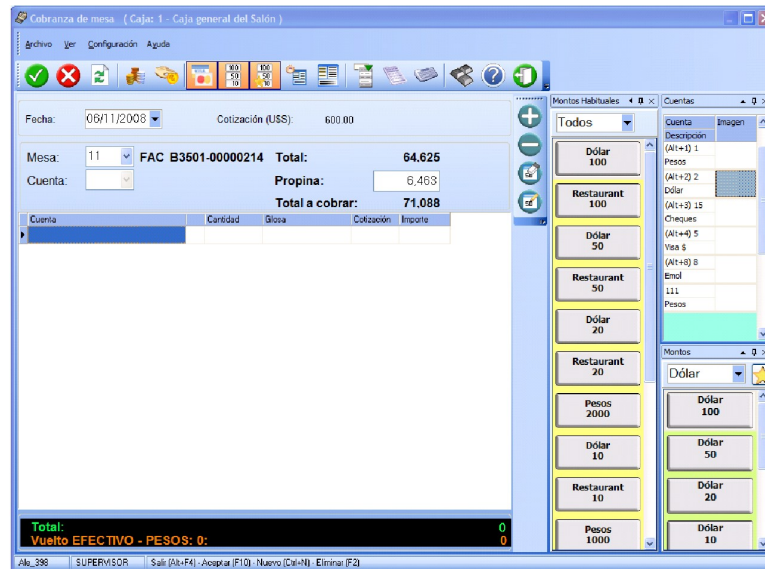 Cobranza de mesa ( Caja: 1 - Caja general del Salón )
Archivo Ver Configuración Ayuda
Fecha: 06/11/2008 Cotización (U$S): 600.00
Mesa: 11 FAC B3501-00000214 Total: 64,625
Cuenta: Propina: 6,463
Total a cobrar: 71,088
Cuenta Cantidad Glosa Cotización Importe
Total: 0
Vuelto EFECTIVO - PESOS: 0: 0
Montos Habituales
Todos
Dólar
100
Restaurant
100
Dólar
50
Restaurant
50
Dólar
20
Restaurant
20
Pesos
2000
Dólar
10
Restaurant
10
Pesos
1000
Cuentas
Cuenta Imagen
Descripción
(Alt+1) 1
Pesos
(Alt+2) 2
Dólar
(Alt+3) 15
Cheques
(Alt+4) 5
Visa $
(Alt+8) 8
Emol
111
Pesos
Montos
Dólar
Dólar
100
Dólar
50
Dólar
20
Dólar
10
Ale_398 SUPERVISOR Salir (Alt+F4) - Aceptar (F10) - Nuevo (Ctrl+N) - Eliminar (F2)